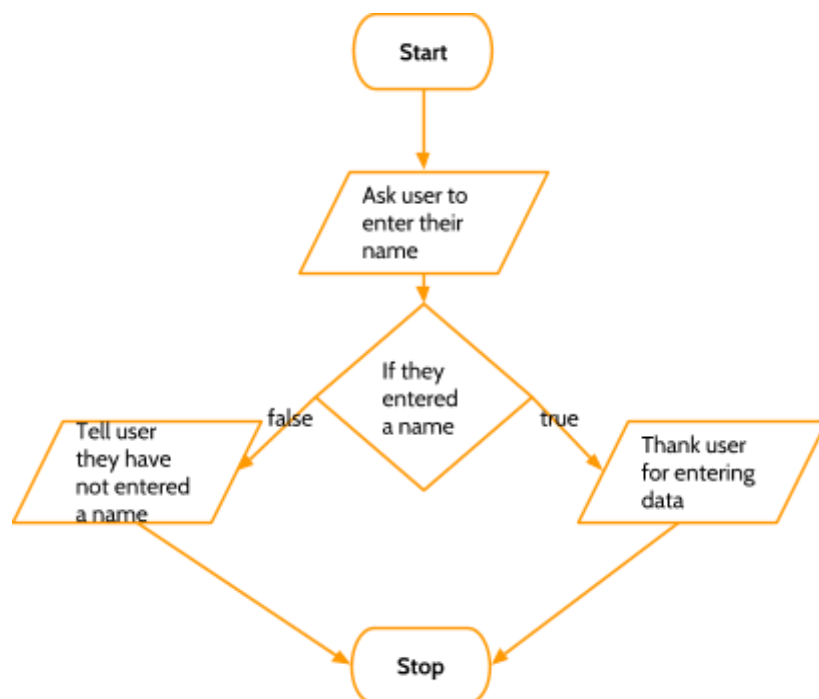 Start
Ask user to
enter their
name
If they
entered
a name
false
true
Tell user
they have
not entered
a name
Thank user
for entering
data
Stop